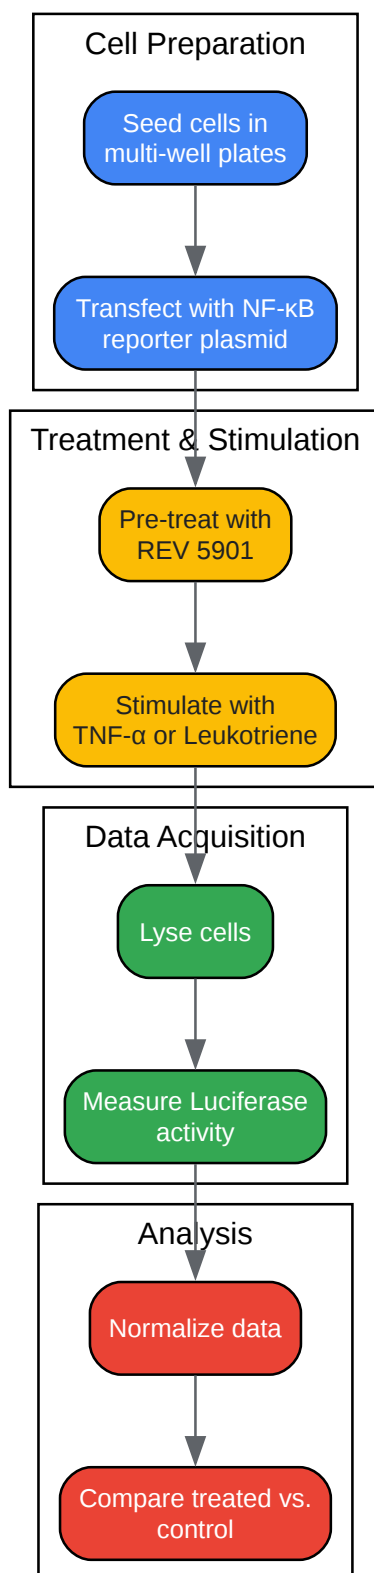 Cell Preparation
Seed cells in
multi-well plates
Transfect with NF-κB
reporter plasmid
Treatment & Stimulation
Pre-treat with
REV 5901
Stimulate with
TNF-α or Leukotriene
Data Acquisition
Lyse cells
Measure Luciferase
activity
Analysis
Normalize data
Compare treated vs.
control